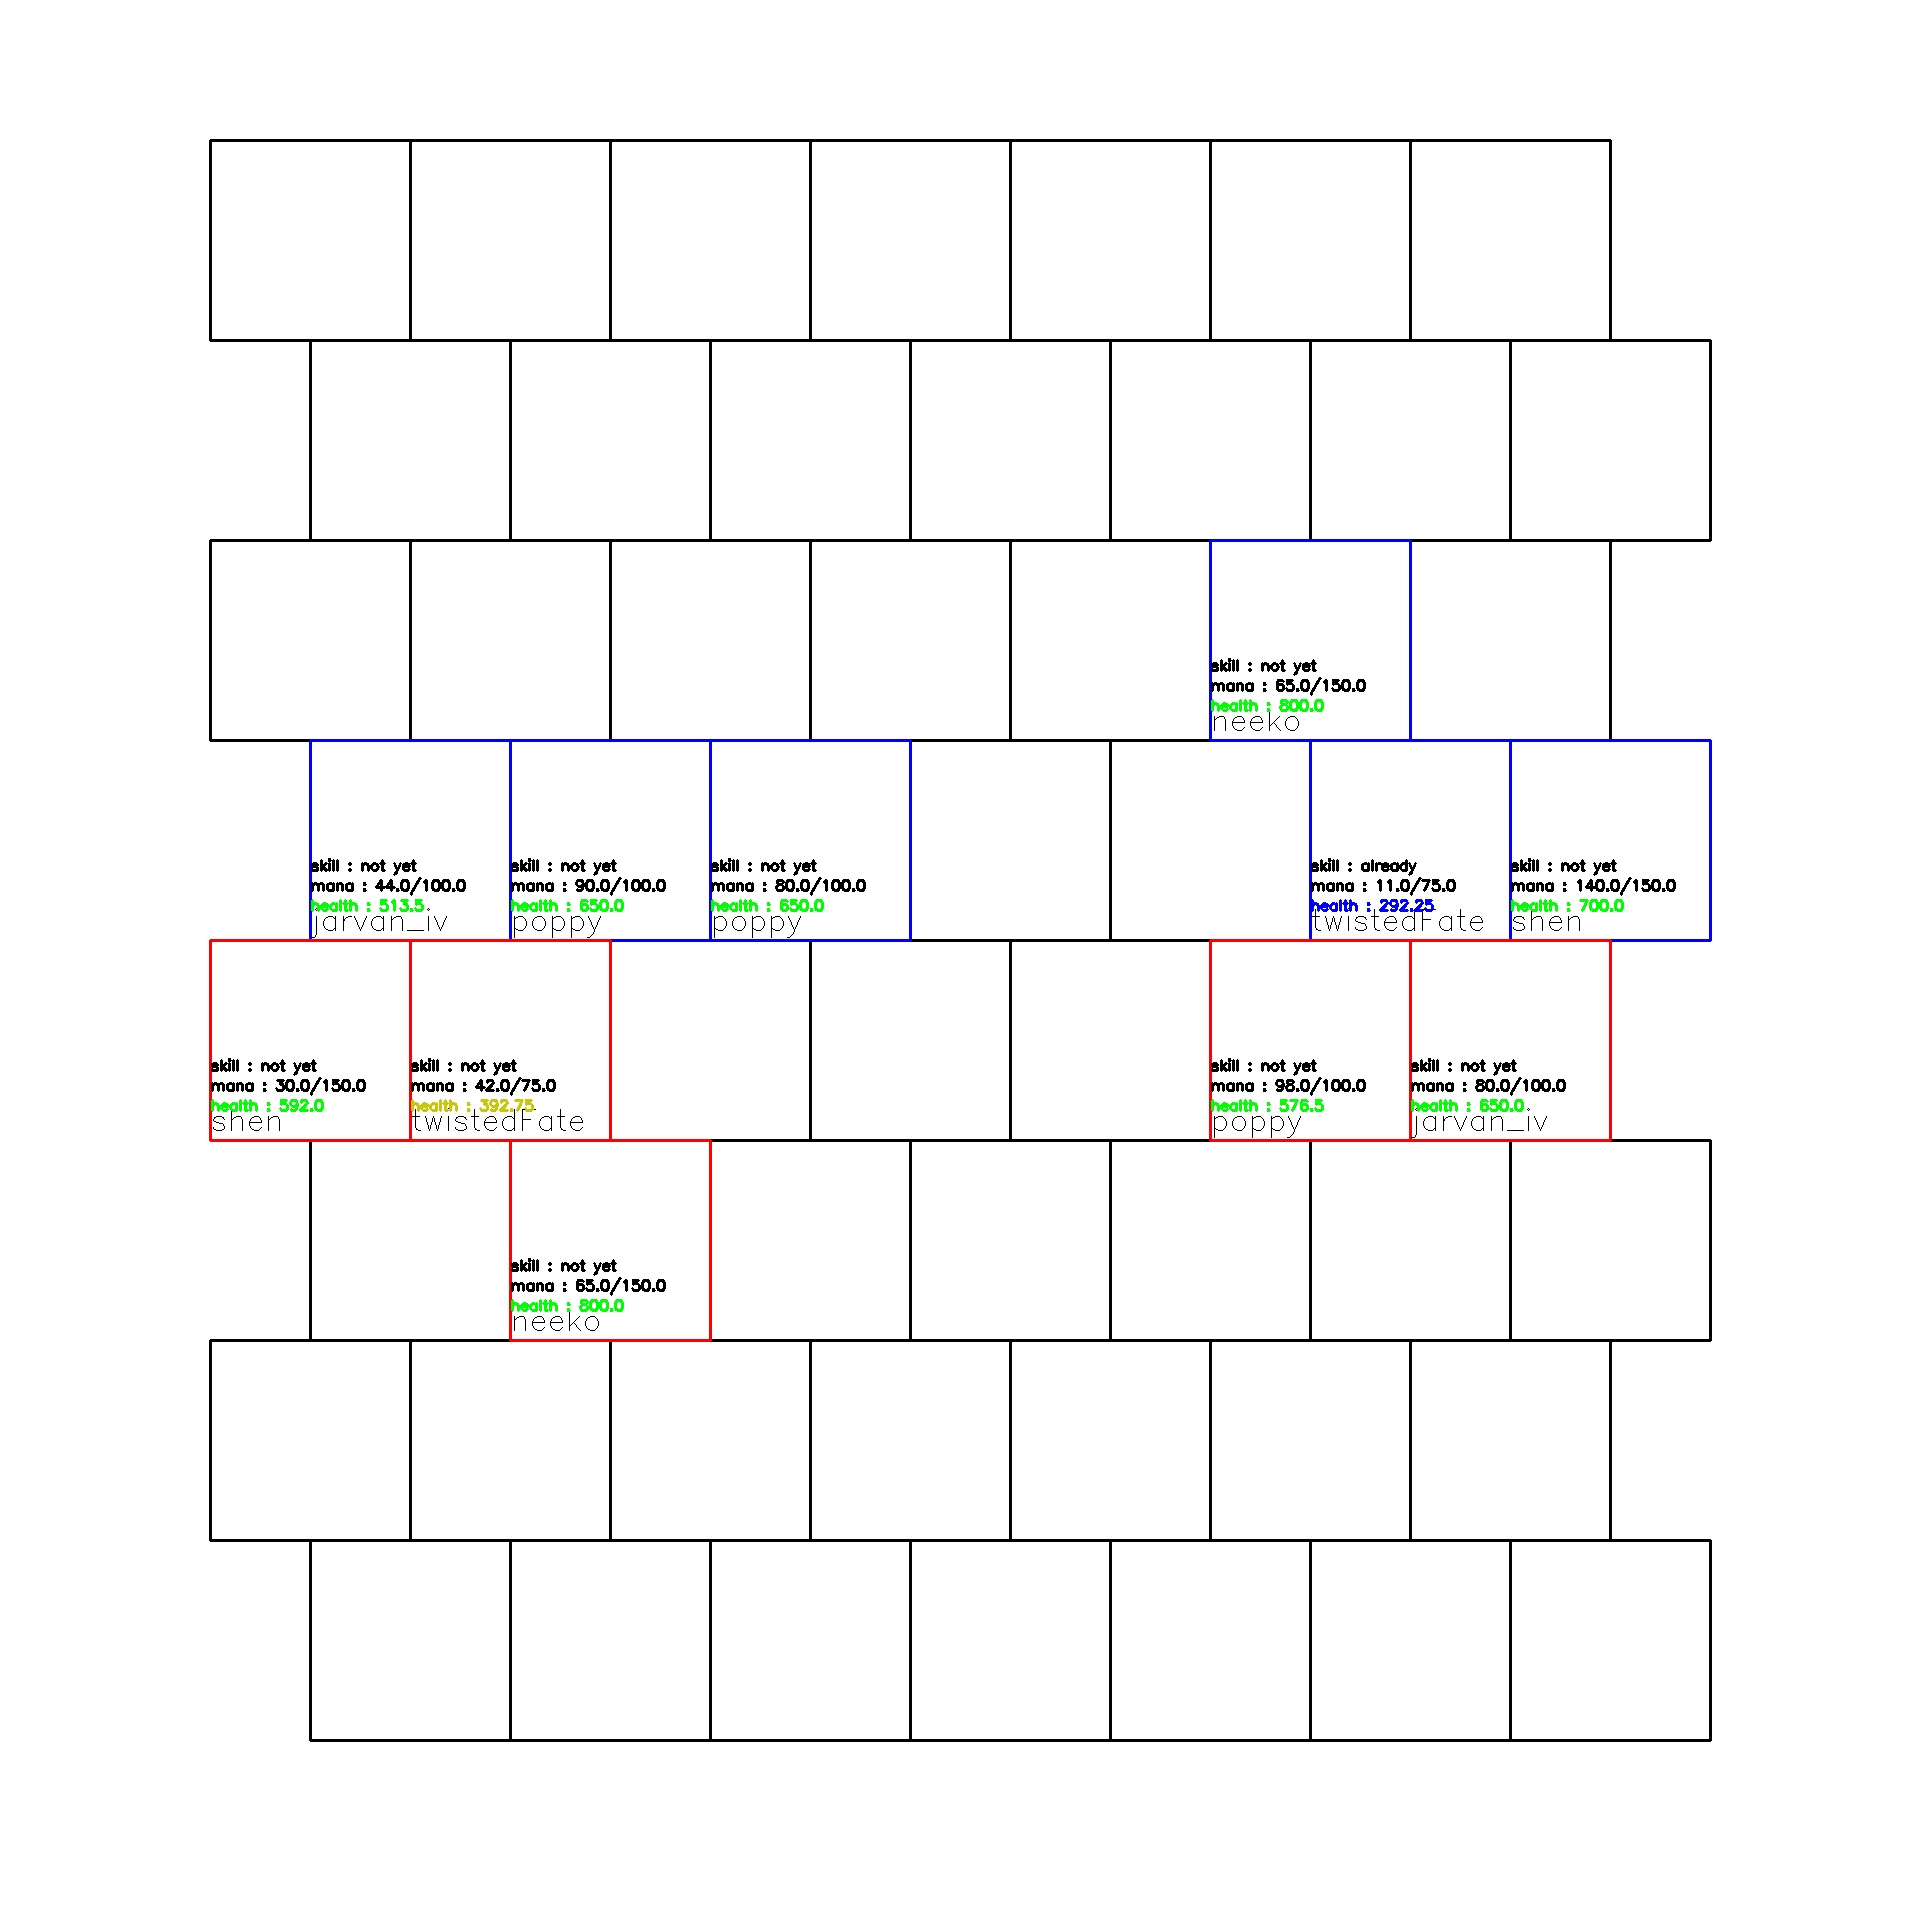 skill : not yet
mana : 65.0/150.0
health : 800.0
neeko
skill : not yet
mana : 44.0/100.0
health : 513.5
jarvan_iv
skill : not yet
mana : 90.0/100.0
health : 650.0
poppy
skill : not yet
mana : 80.0/100.0
health : 650.0
poppy
skill : already
mana : 11.0/75.0
health : 292.25
twistedFate
skill : not yet
mana : 140.0/150.0
health : 700.0
shen
skill : not yet
mana : 30.0/150.0
health : 592.0
shen
skill : not yet
mana : 42.0/75.0
health : 392.75
twistedFate
skill : not yet
mana : 98.0/100.0
health : 576.5
poppy
skill : not yet
mana : 80.0/100.0
health : 650.0
jarvan_iv
skill : not yet
mana : 65.0/150.0
health : 800.0
neeko